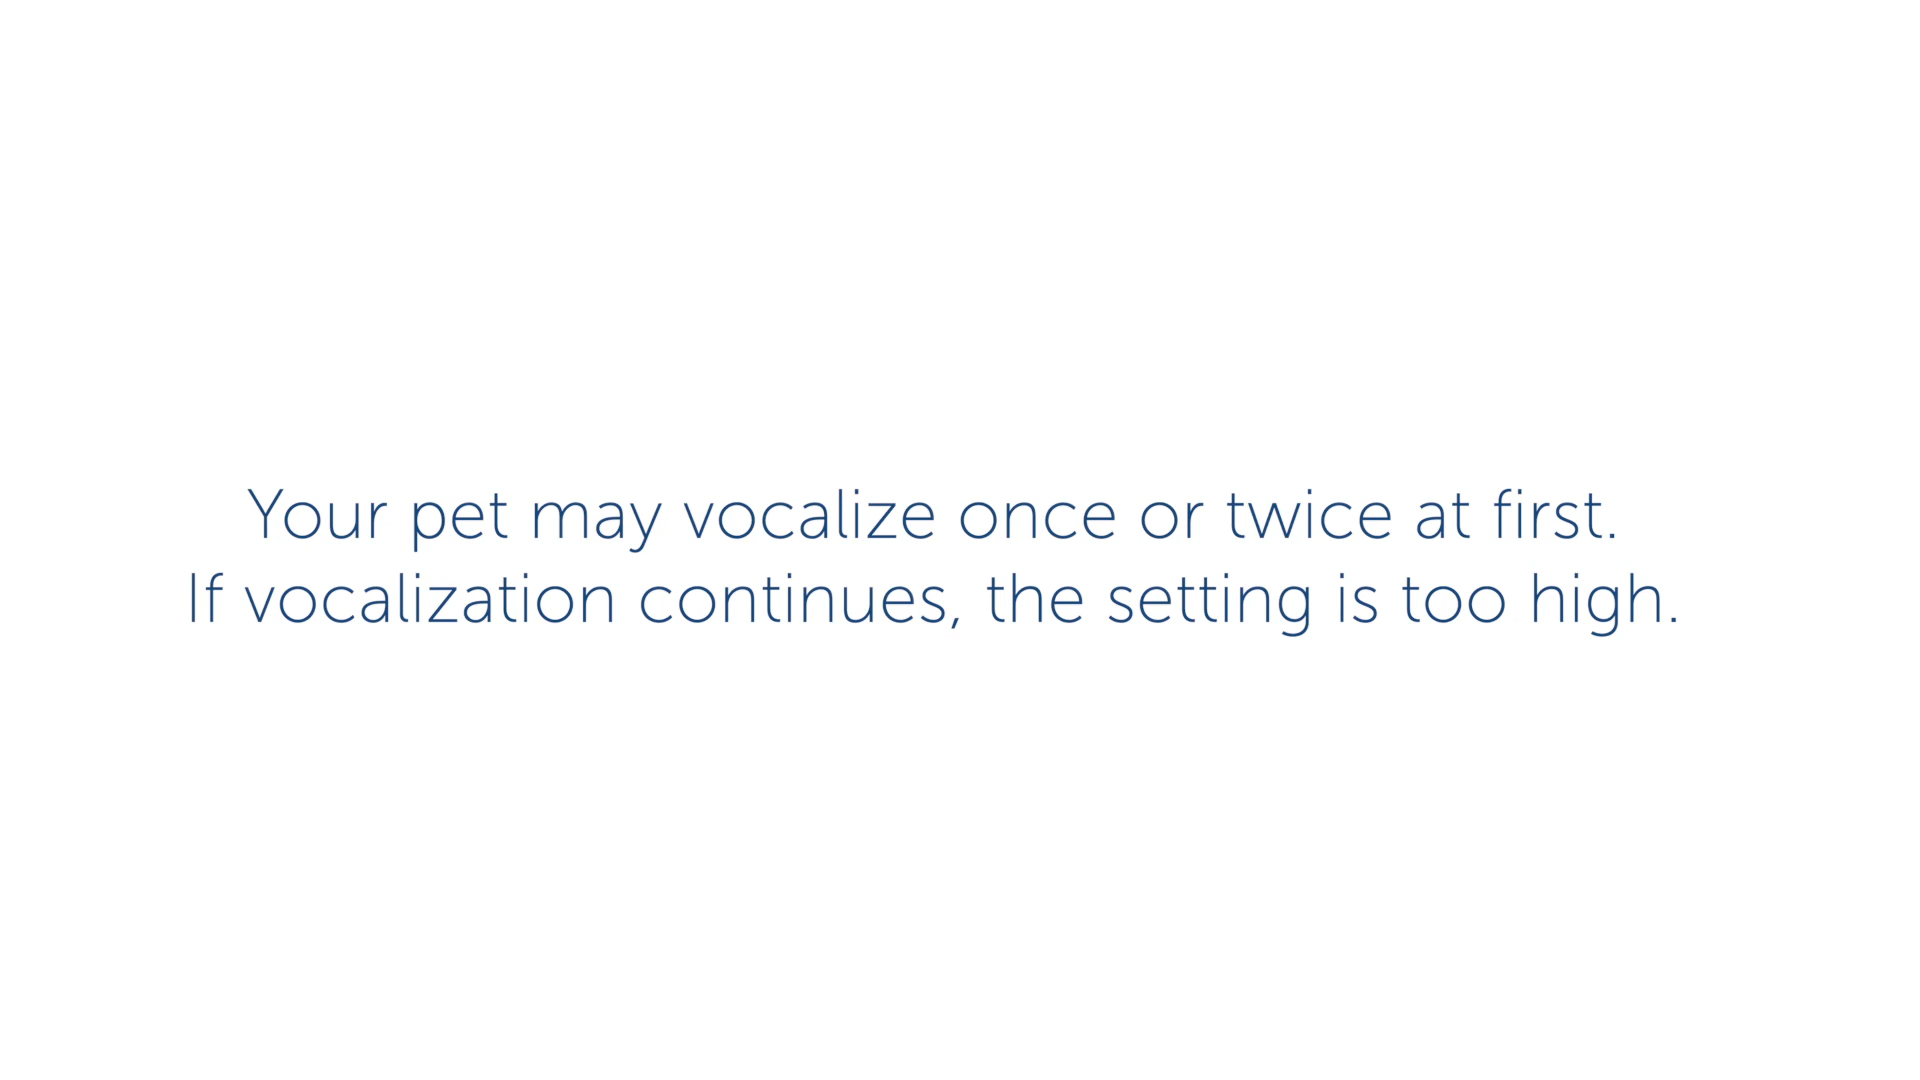 Your pet may vocalize once or twice at first.
If vocalization continues, the setting is too high.